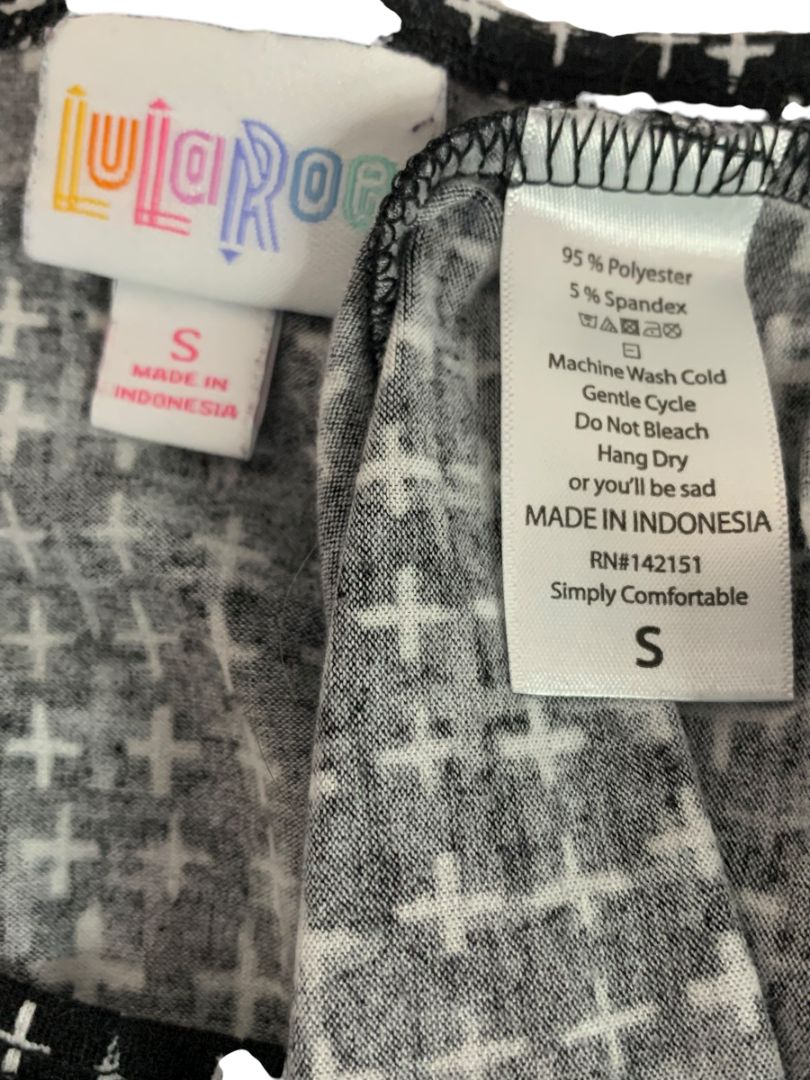 LuLaRoe
S
MADE IN
INDONESIA
95 % Polyester
5 % Spandex
Machine Wash Cold
Gentle Cycle
Do Not Bleach
Hang Dry
or you'll be sad
MADE IN INDONESIA
RN#142151
Simply Comfortable
S